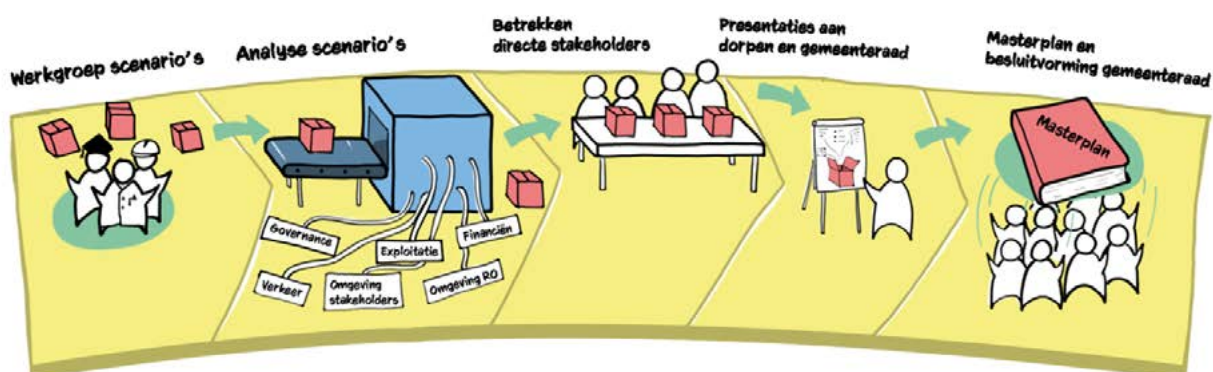 Werkgroep scenario's
Analyse scenario's
Governance
Verkeer
Exploitatie
Omgeving
stakeholders
Financiën
Omgeving RO
Betrekken
directe stakeholders
Presentaties aan
dorpen en gemeenteraad
Masterplan en
besluitvorming gemeenteraad
Masterplan